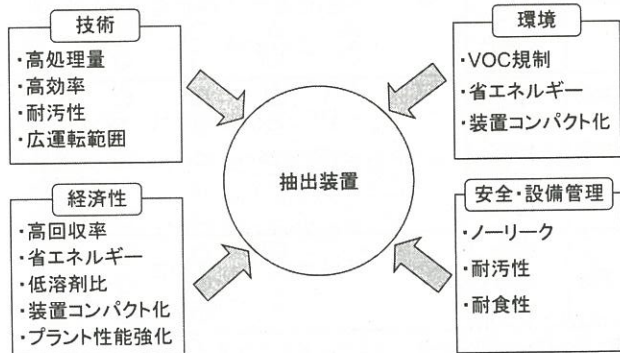 技術
・高処理量
・高効率
・耐汚性
・広運転範囲
環境
・VOC規制
・省エネルギー
・装置コンパクト化
抽出装置
経済性
・高回収率
・省エネルギー
・低溶剤比
・装置コンパクト化
・プラント性能強化
安全・設備管理
・ノーリーク
・耐汚性
・耐食性